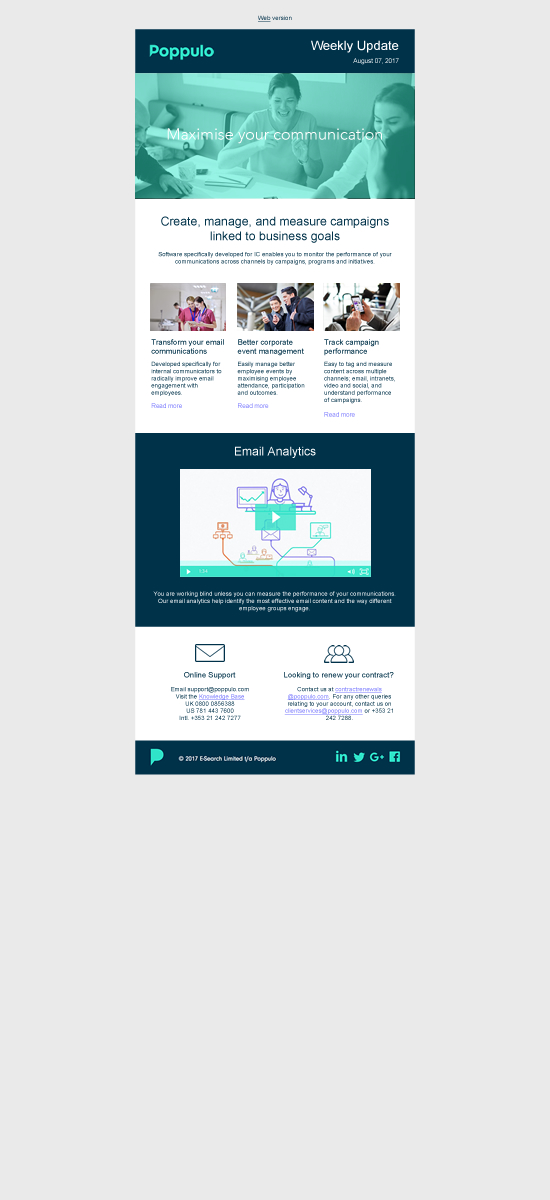 Web version
Poppulo
Weekly Update
August 07, 2017
Maximise your communication
Create, manage, and measure campaigns
linked to business goals
Software specifically developed for IC enables you to monitor the performance of your
communications across channels by campaigns, programs and initiatives.
Transform your email
communications
Developed specifically for
internal communicators to
radically improve email
engagement with
employees.
Read more
Better corporate
event management
Easily manage better
employee events by
maximising employee
attendance, participation
and outcomes.
Read more
Track campaign
performance
Easy to tag and measure
content across multiple
channels; email, intranets,
video and social, and
understand performance
of campaigns.
Read more
Email Analytics
1:34
You are working blind unless you can measure the performance of your communications.
Our email analytics help identify the most effective email content and the way different
employee groups engage.
Online Support
Email support@poppulo.com
Visit the Knowledge Base
UK 0800 0856388
US 781 443 7600
Intl. +353 21 242 7277
Looking to renew your contract?
Contact us at contractrenewals
@poppulo.com. For any other queries
relating to your account, contact us on
clientservices@poppulo.com or +353 21
242 7288.
© 2017 E-Search Limited t/a Poppulo